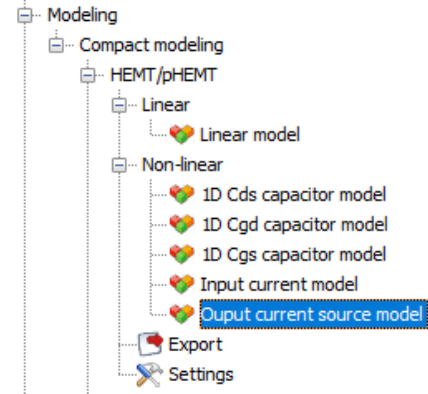 Modeling
Compact modeling
HEMT/pHEMT
Linear
Linear model
Non-linear
1D Cds capacitor model
1D Cgd capacitor model
1D Cgs capacitor model
Input current model
Ouput current source model
Export
Settings